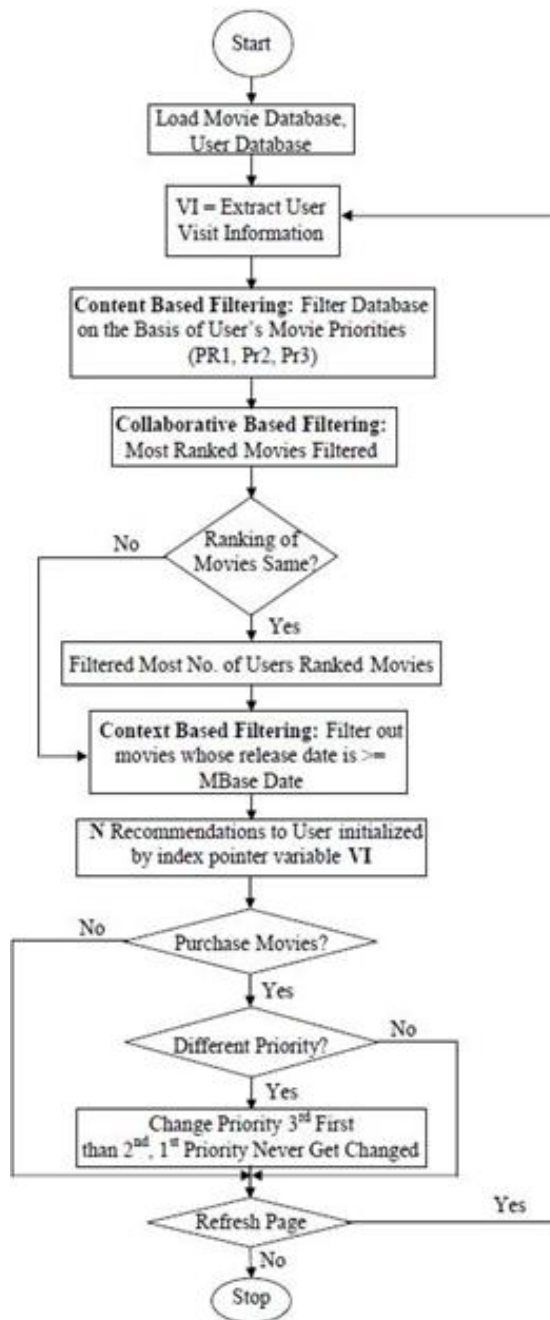 Start
Load Movie Database,
User Database
VI = Extract User
Visit Information
Content Based Filtering: Filter Database
on the Basis of User's Movie Priorities
(PR1, Pr2, Pr3)
Collaborative Based Filtering:
Most Ranked Movies Filtered
No
Ranking of
Movies Same?
Yes
Filtered Most No. of Users Ranked Movies
Context Based Filtering: Filter out
movies whose release date is >=
MBase Date
N Recommendations to User initialized
by index pointer variable VI
No
Purchase Movies?
Yes
Different Priority?
No
Yes
Change Priority 3rd First
than 2nd, 1st Priority Never Get Changed
Refresh Page
Yes
No
Stop